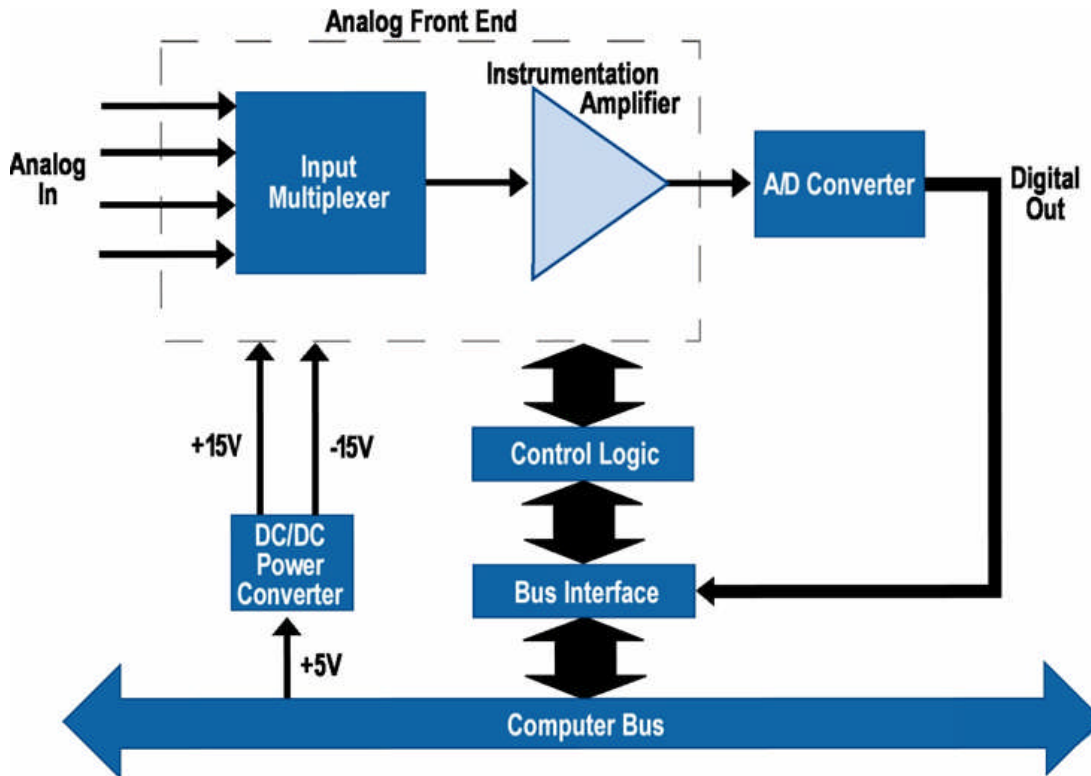 Analog Front End
Instrumentation
Amplifier
Analog
In
Input
Multiplexer
A/D Converter
Digital
Out
+15V
-15V
Control Logic
DC/DC
Power
Converter
Bus Interface
+5V
Computer Bus